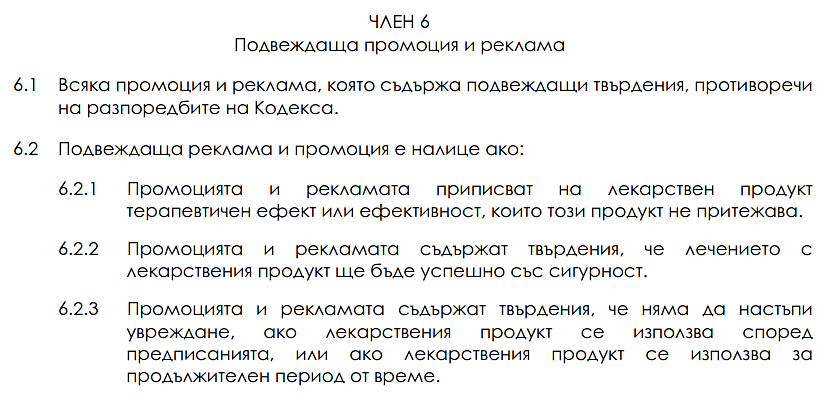 ЧЛЕН 6
Подвеждаща промоция и реклама
6.1 Всяка промоция и реклама, която съдържа подвеждащи твърдения, противоречи
на разпоредбите на Кодекса.
6.2 Подвеждаща реклама и промоция е налице ако:
6.2.1 Промоцията и рекламата приписват на лекарствен продукт
терапевтичен ефект или ефективност, които този продукт не притежава.
6.2.2 Промоцията и рекламата съдържат твърдения, че лечението с
лекарствения продукт ще бъде успешно със сигурност.
6.2.3 Промоцията и рекламата съдържат твърдения, че няма да настъпи
увреждане, ако лекарствения продукт се използва според
предписанията, или ако лекарствения продукт се използва за
продължителен период от време.